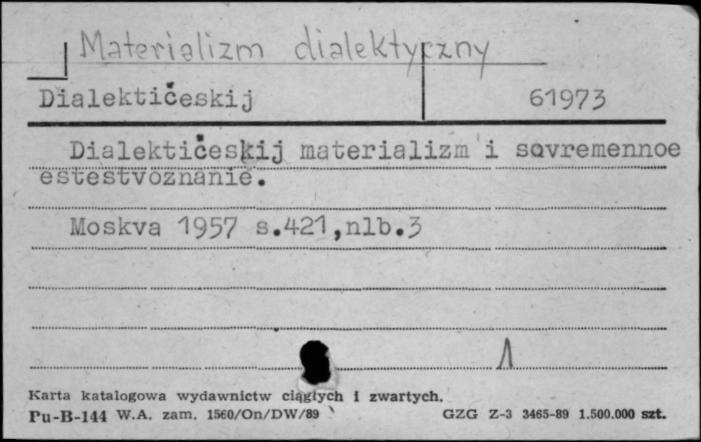 Materializm dialektyczny
Dialektičeskij 61973
Dialektičeskij materializm i sovremennoe
estestvoznanie.
Moskva 1957 s.421,nlb.3
1
Karta katalogowa wydawnictw ciągłych i zwartych.
Pu-B-144 W.A. zam. 1560/On/DW/89 GZG Z-3 3465-89 1.500.000 szt.